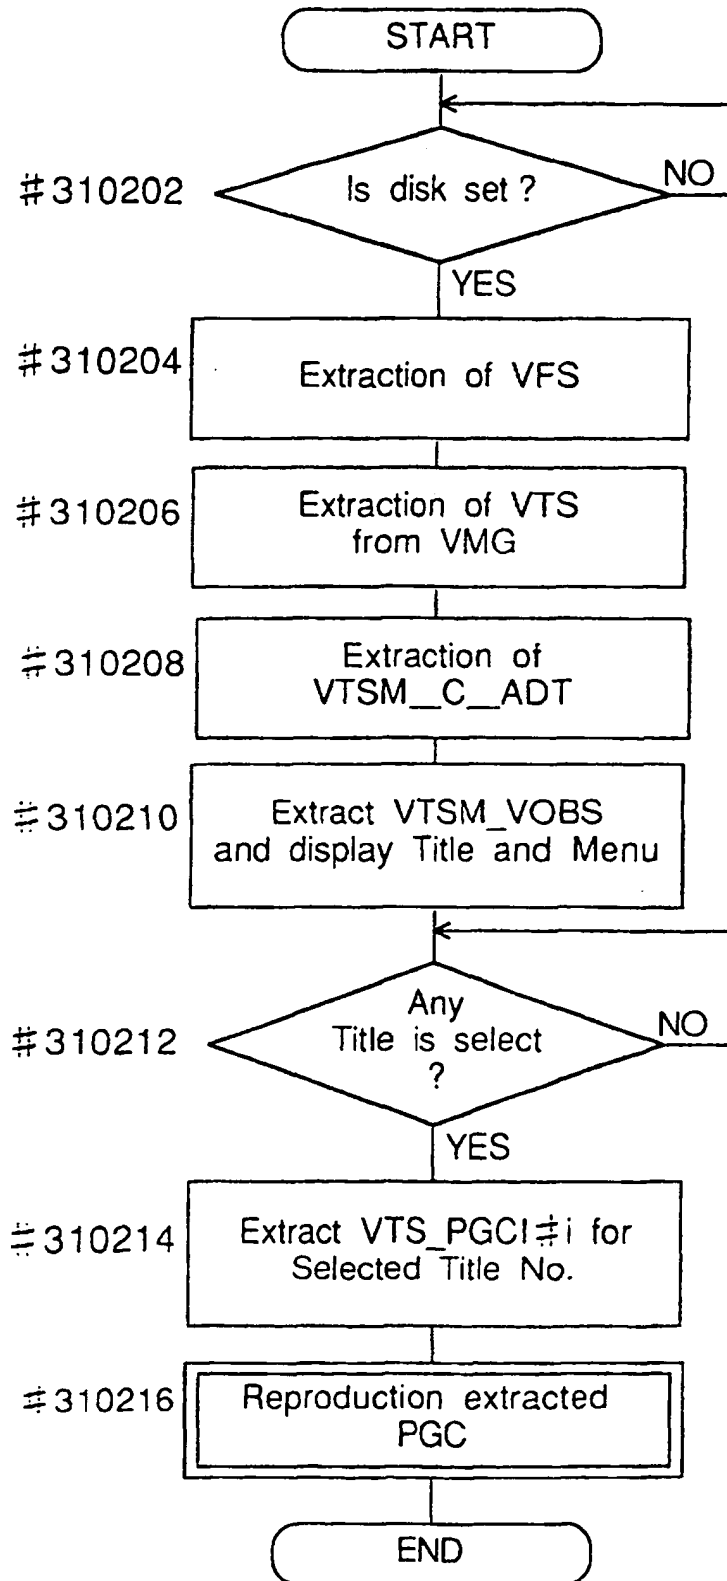 START
#310202
Is disk set ?
NO
YES
#310204
Extraction of VFS
#310206
Extraction of VTS
from VMG
#310208
Extraction of
VTSM__C__ADT
#310210
Extract VTSM_VOBS
and display Title and Menu
#310212
Any
Title is select
?
NO
YES
#310214
Extract VTS_PGCI#i for
Selected Title No.
#310216
Reproduction extracted
PGC
END